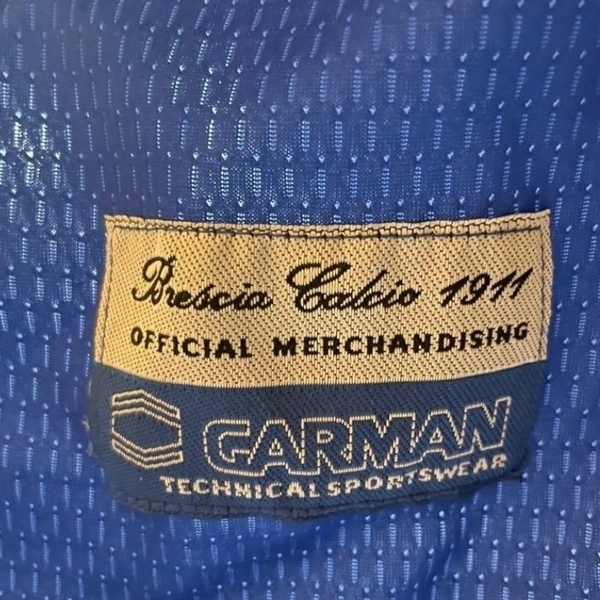 Brescia Calcio 1911
OFFICIAL MERCHANDISING
GARMAN
TECHNICAL SPORTSWEAR